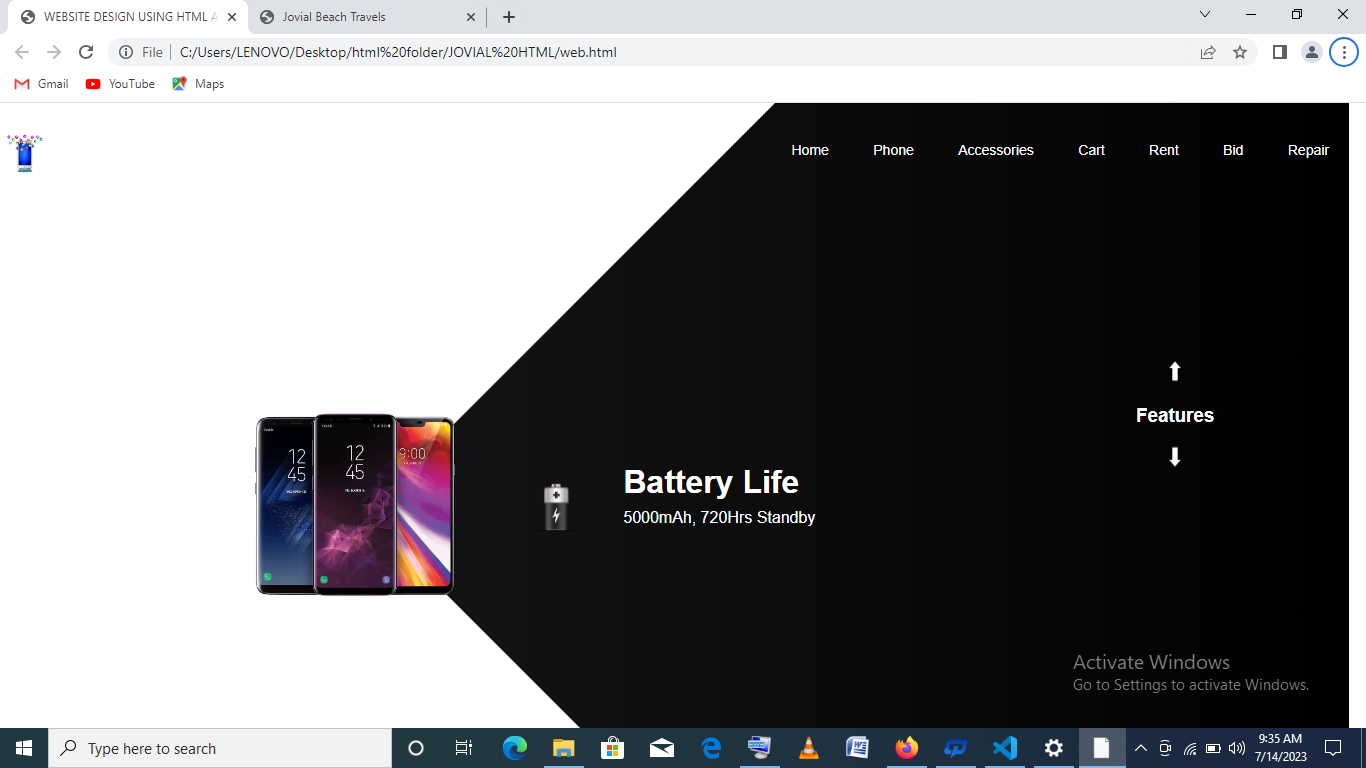 WEBSITE DESIGN USING HTML A
Jovial Beach Travels
File
C:/Users/LENOVO/Desktop/html%20folder/JOVIAL%20HTML/web.html
Gmail
YouTube
Maps
Home Phone Accessories Cart Rent Bid Repair
Features
12
45
12
45
9:00
Battery Life
5000mAh, 720Hrs Standby
Activate Windows
Go to Settings to activate Windows.
Type here to search
9:35 AM
7/14/2023